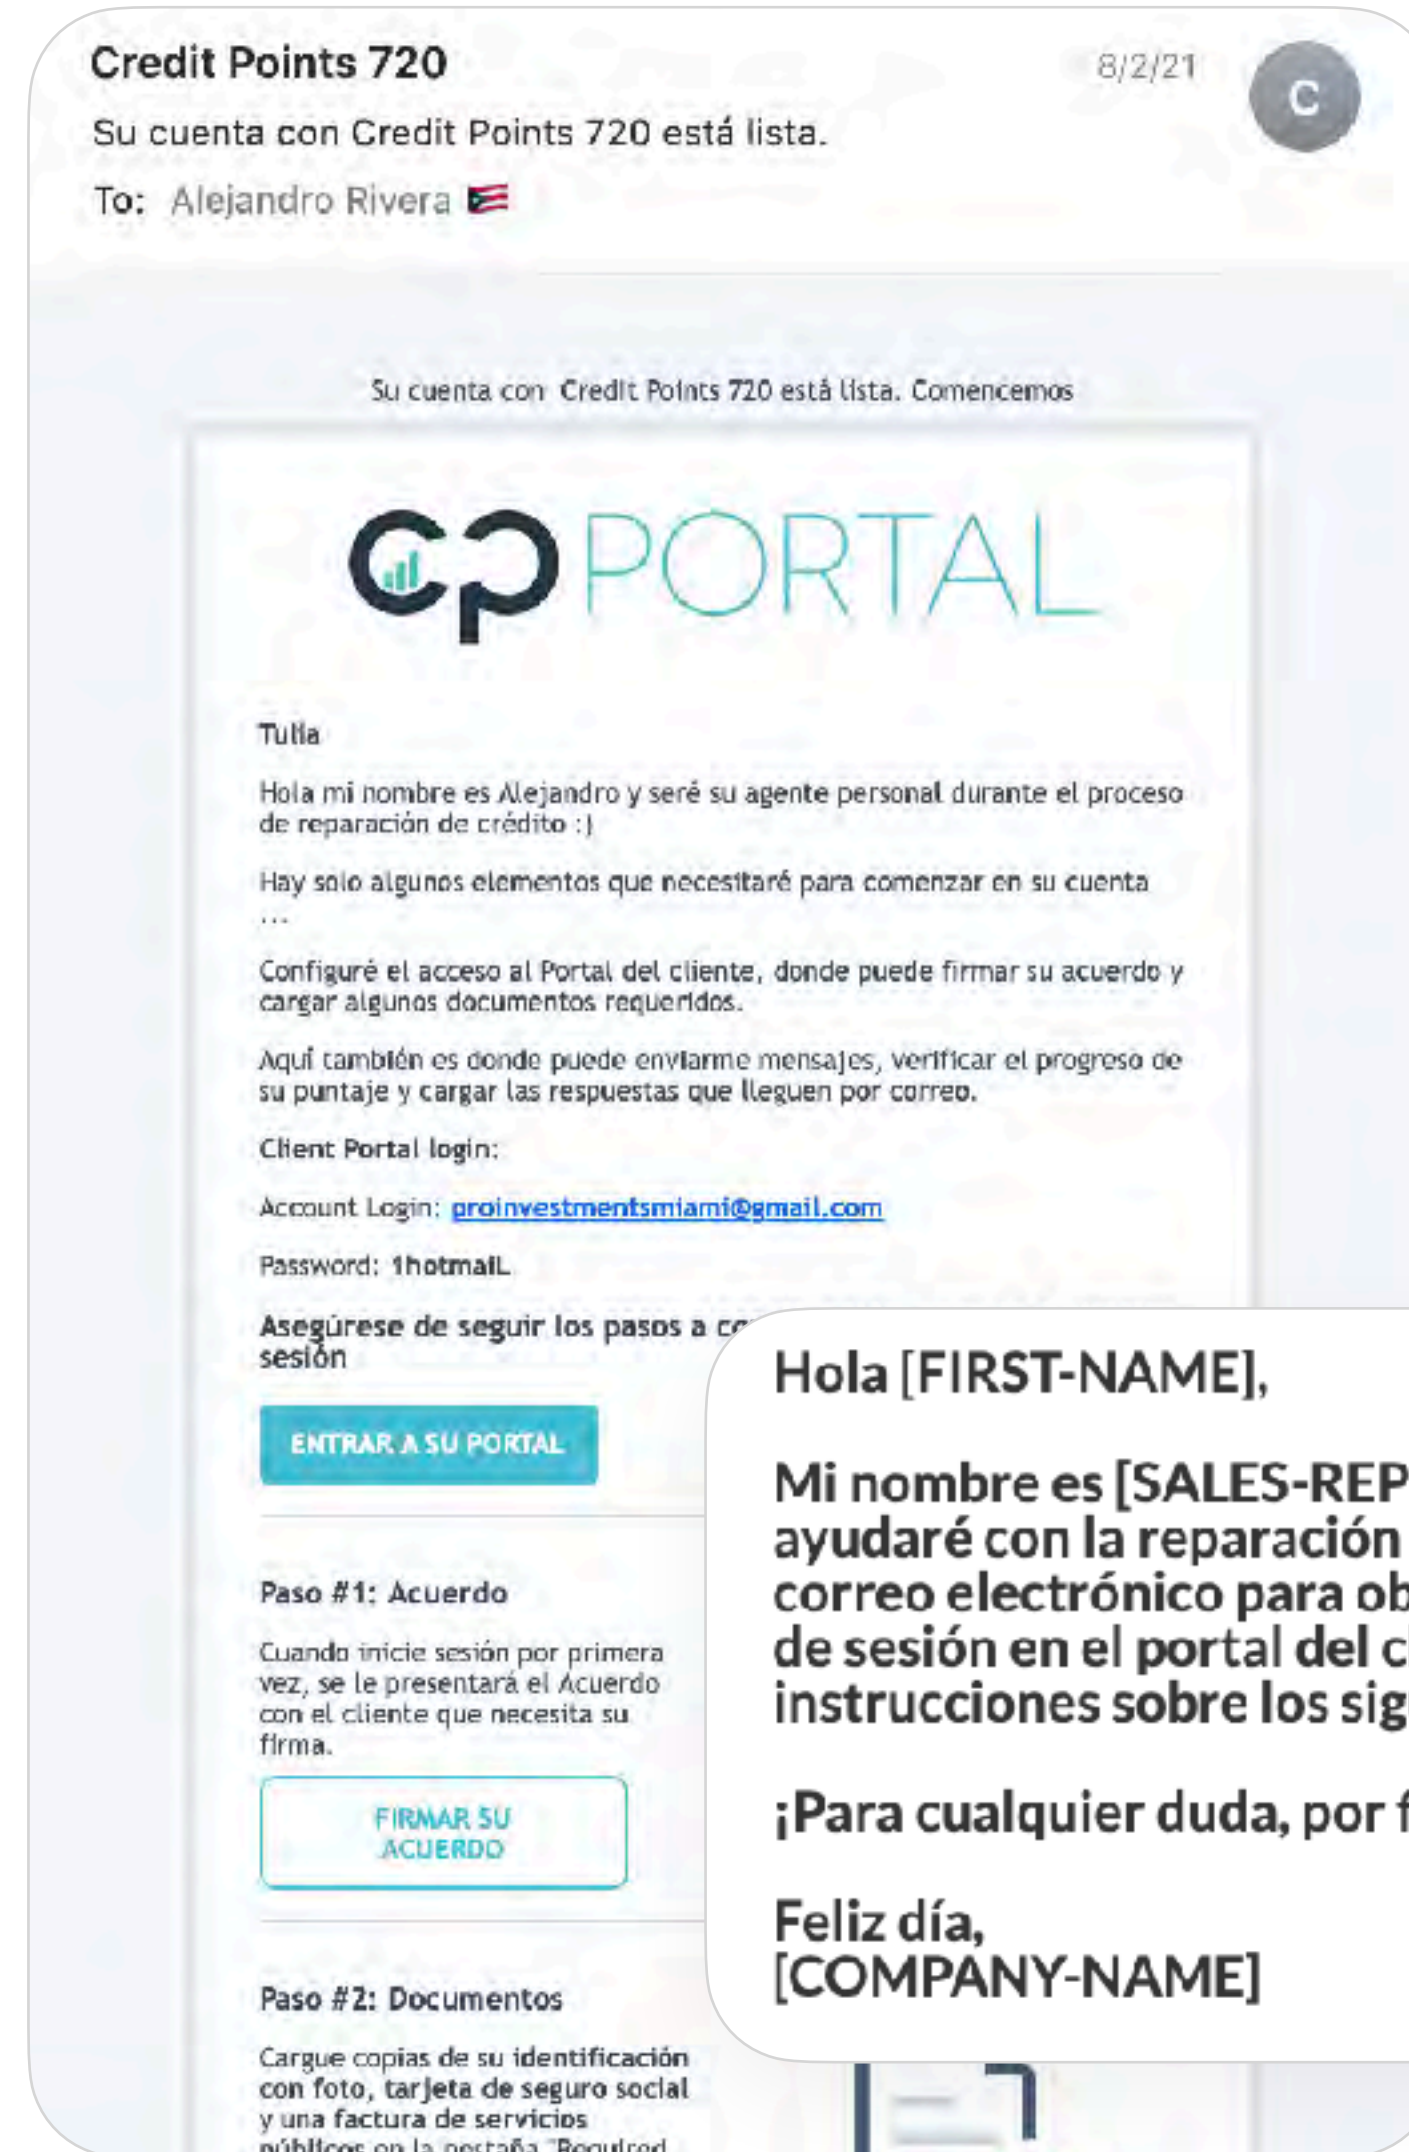 Credit Points 720
8/2/21
C
Su cuenta con Credit Points 720 está lista.
To: Alejandro Rivera
Su cuenta con Credit Points 720 está lista. Comencemos
cp PORTAL
Tulia
Hola mi nombre es Alejandro y seré su agente personal durante el proceso
de reparación de crédito :)
Hay solo algunos elementos que necesitaré para comenzar en su cuenta
...
Configuré el acceso al Portal del cliente, donde puede firmar su acuerdo y
cargar algunos documentos requeridos.
Aquí también es donde puede enviarme mensajes, verificar el progreso de
su puntaje y cargar las respuestas que lleguen por correo.
Client Portal login:
Account Login: proinvestmentsmiami@gmail.com
Password: 1hotmaiL
Asegúrese de seguir los pasos a
sesión
ENTRAR A SU PORTAL
Paso #1: Acuerdo
Cuando inicie sesión por primera
vez, se le presentará el Acuerdo
con el cliente que necesita su
firma.
FIRMAR SU
ACUERDO
Paso #2: Documentos
Cargue copias de su identificación
con foto, tarjeta de seguro social
y una factura de servicios
públicos en la pestaña "Required
Hola [FIRST-NAME],
Mi nombre es [SALES-REP
ayudaré con la reparación
correo electrónico para ob
de sesión en el portal del c
instrucciones sobre los sig
¡Para cualquier duda, por f
Feliz día,
[COMPANY-NAME]